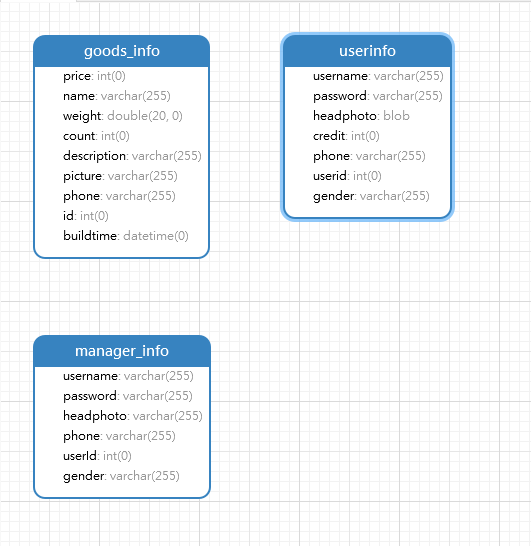 goods_info
price: int(0)
name: varchar(255)
weight: double(20, 0)
count: int(0)
description: varchar(255)
picture: varchar(255)
phone: varchar(255)
id: int(0)
buildtime: datetime(0)
userinfo
username: varchar(255)
password: varchar(255)
headphoto: blob
credit: int(0)
phone: varchar(255)
userid: int(0)
gender: varchar(255)
manager_info
username: varchar(255)
password: varchar(255)
headphoto: varchar(255)
phone: varchar(255)
userId: int(0)
gender: varchar(255)